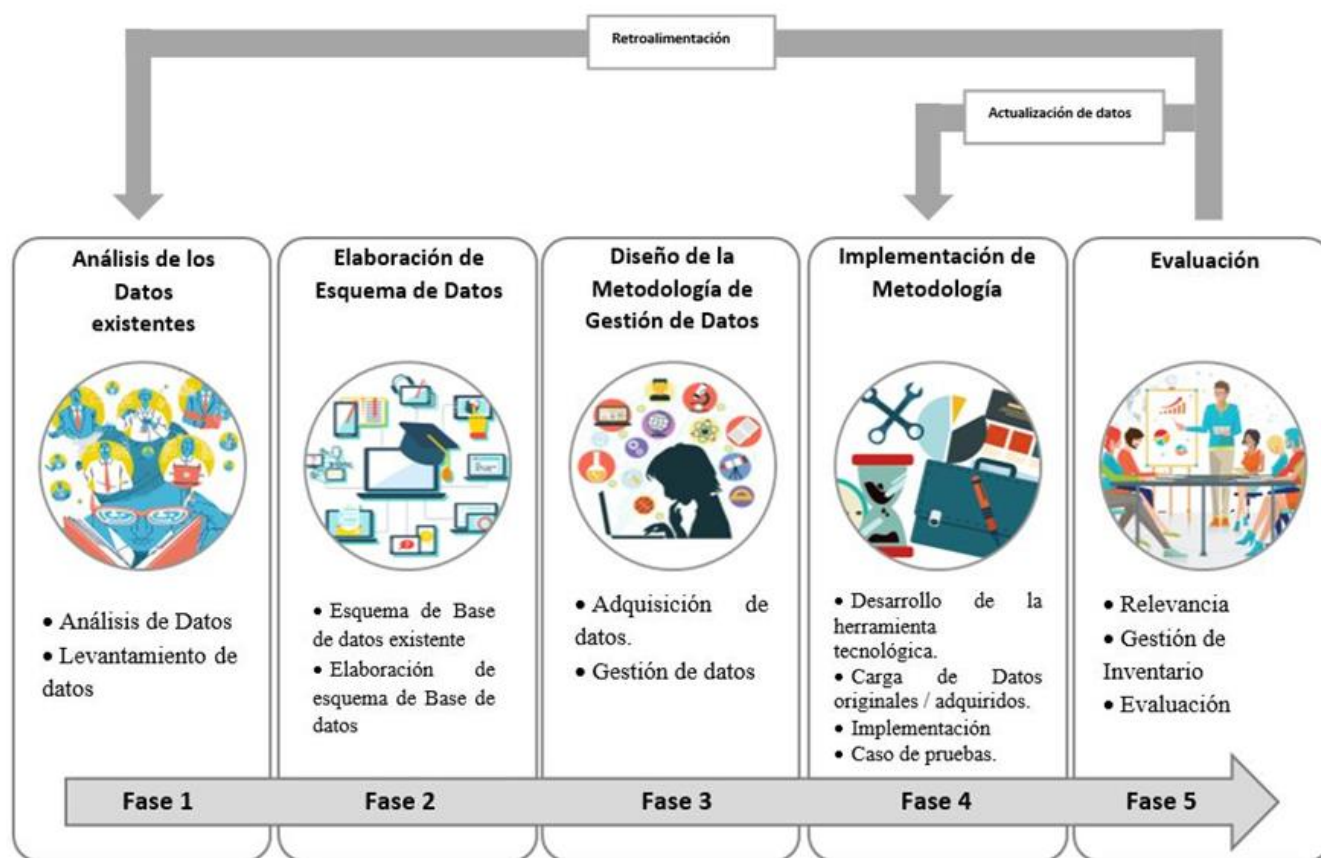 Retroalimentación
Actualización de datos
Análisis de los
Datos
existentes
• Análisis de Datos
• Levantamiento de
datos
Elaboración de
Esquema de Datos
• Esquema de Base
de datos existente
• Elaboración de
esquema de Base de
datos
Diseño de la
Metodología de
Gestión de Datos
• Adquisición de
datos.
• Gestión de datos
Implementación de
Metodología
• Desarrollo de la
herramienta
tecnológica.
• Carga de Datos
originales / adquiridos.
• Implementación
• Caso de pruebas.
Evaluación
• Relevancia
• Gestión de
Inventario
• Evaluación
Fase 1
Fase 2
Fase 3
Fase 4
Fase 5